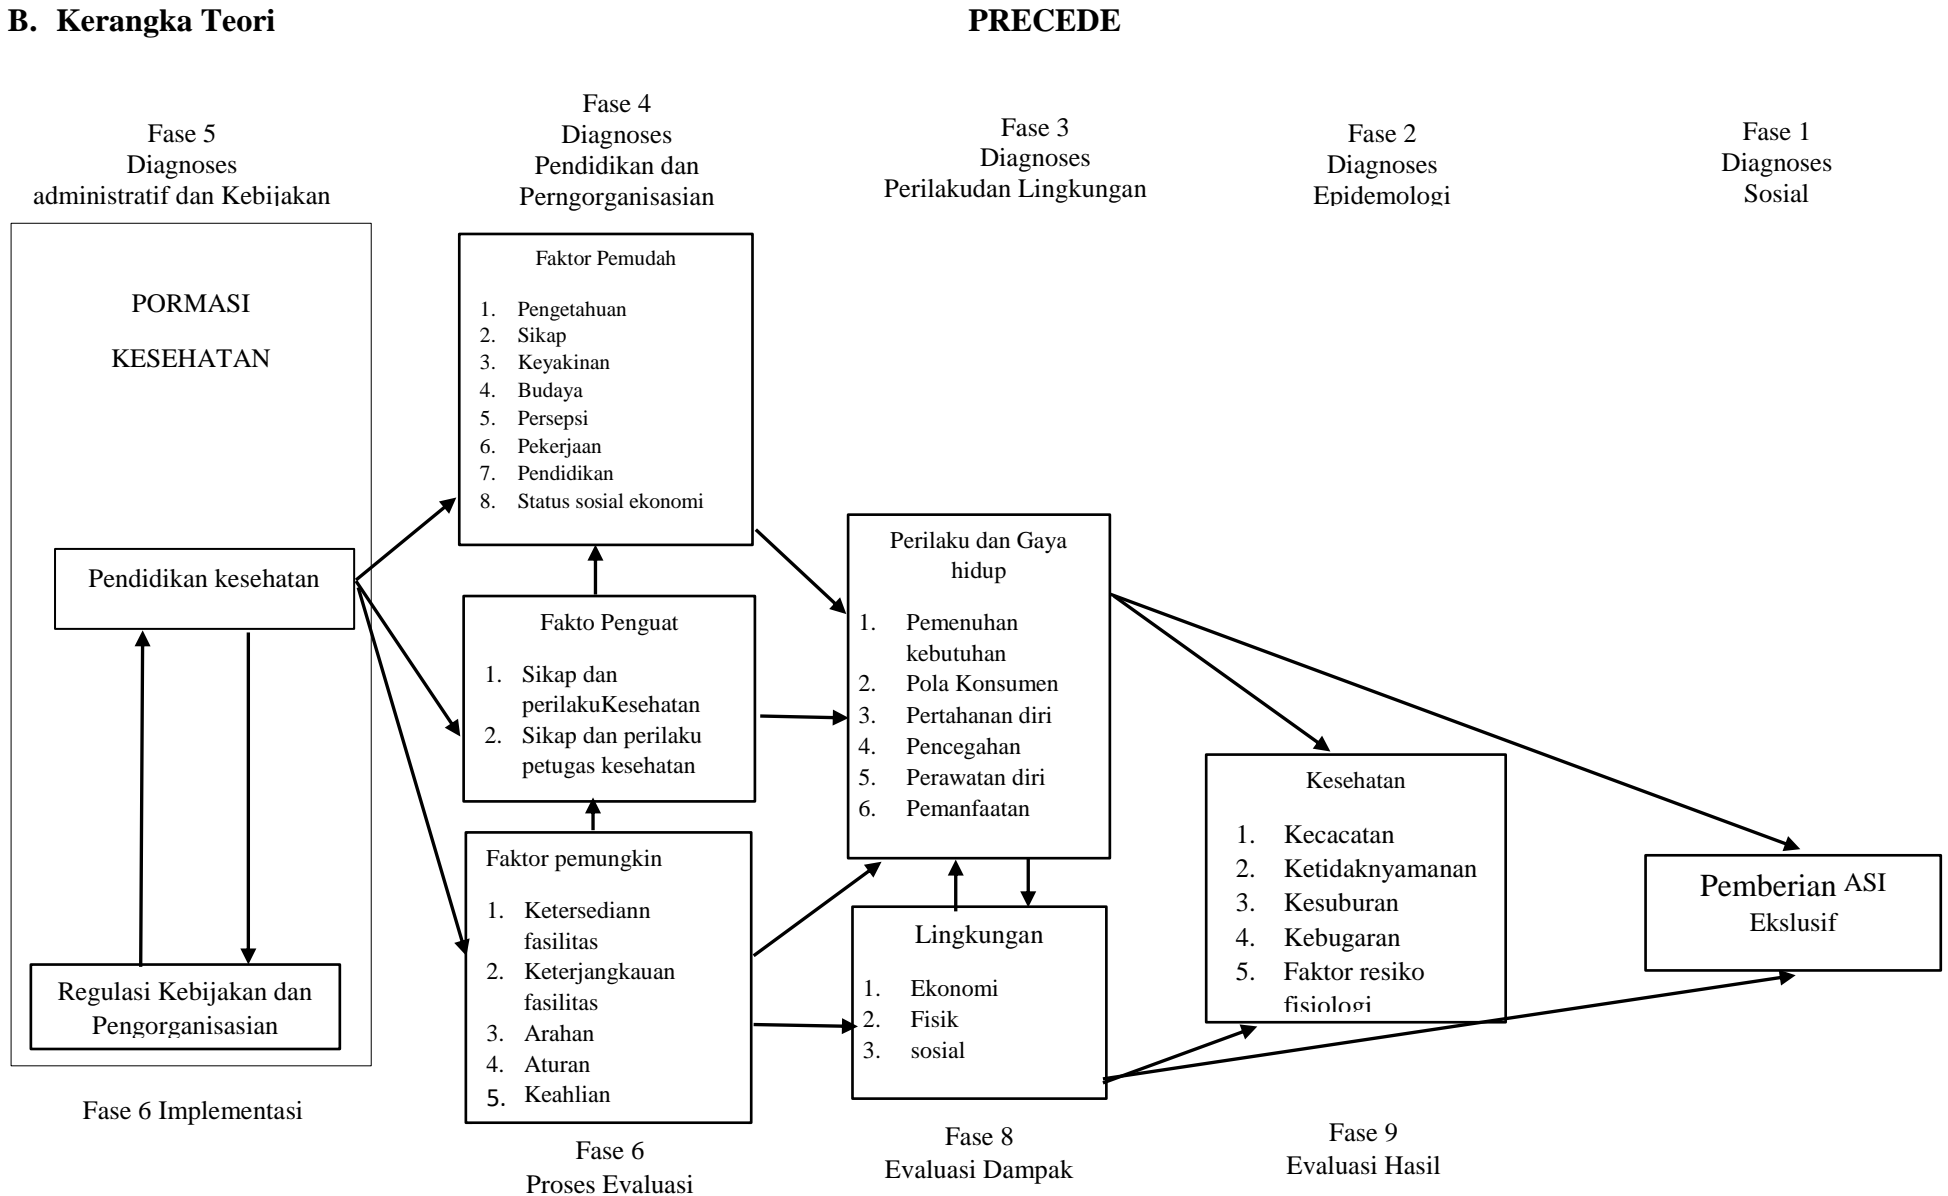 B. Kerangka Teori
PRECEDE
Fase 5
Diagnoses
administratif dan Kebijakan
Fase 4
Diagnoses
Pendidikan dan
Perngorganisasian
Fase 3
Diagnoses
Perilakudan Lingkungan
Fase 2
Diagnoses
Epidemologi
Fase 1
Diagnoses
Sosial
PORMASI
KESEHATAN
Pendidikan kesehatan
Regulasi Kebijakan dan
Pengorganisasian
Fase 6 Implementasi
Faktor Pemudah
1. Pengetahuan
2. Sikap
3. Keyakinan
4. Budaya
5. Persepsi
6. Pekerjaan
7. Pendidikan
8. Status sosial ekonomi
Fakto Penguat
1. Sikap dan
perilakuKesehatan
2. Sikap dan perilaku
petugas kesehatan
Faktor pemungkin
1. Ketersediann
fasilitas
2. Keterjangkauan
fasilitas
3. Arahan
4. Aturan
5. Keahlian
Fase 6
Proses Evaluasi
Perilaku dan Gaya
hidup
1. Pemenuhan
kebutuhan
2. Pola Konsumen
3. Pertahanan diri
4. Pencegahan
5. Perawatan diri
6. Pemanfaatan
Lingkungan
1. Ekonomi
2. Fisik
3. sosial
Fase 8
Evaluasi Dampak
Kesehatan
1. Kecacatan
2. Ketidaknyamanan
3. Kesuburan
4. Kebugaran
5. Faktor resiko
fisiologi
Fase 9
Evaluasi Hasil
Pemberian ASI
Ekslusif